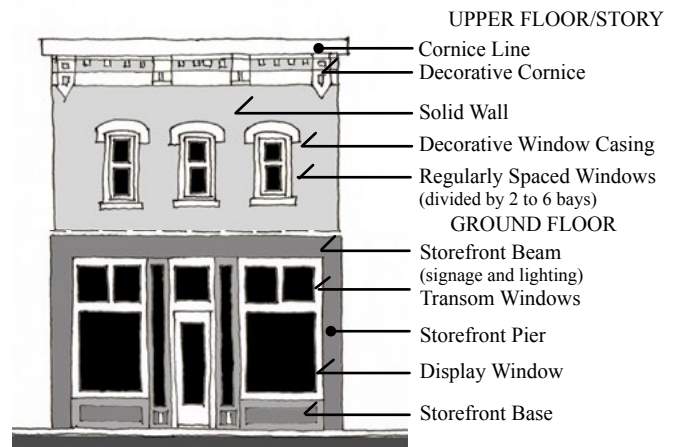 UPPER FLOOR/STORY
Cornice Line
Decorative Cornice
Solid Wall
Decorative Window Casing
Regularly Spaced Windows
(divided by 2 to 6 bays)
GROUND FLOOR
Storefront Beam
(signage and lighting)
Transom Windows
Storefront Pier
Display Window
Storefront Base